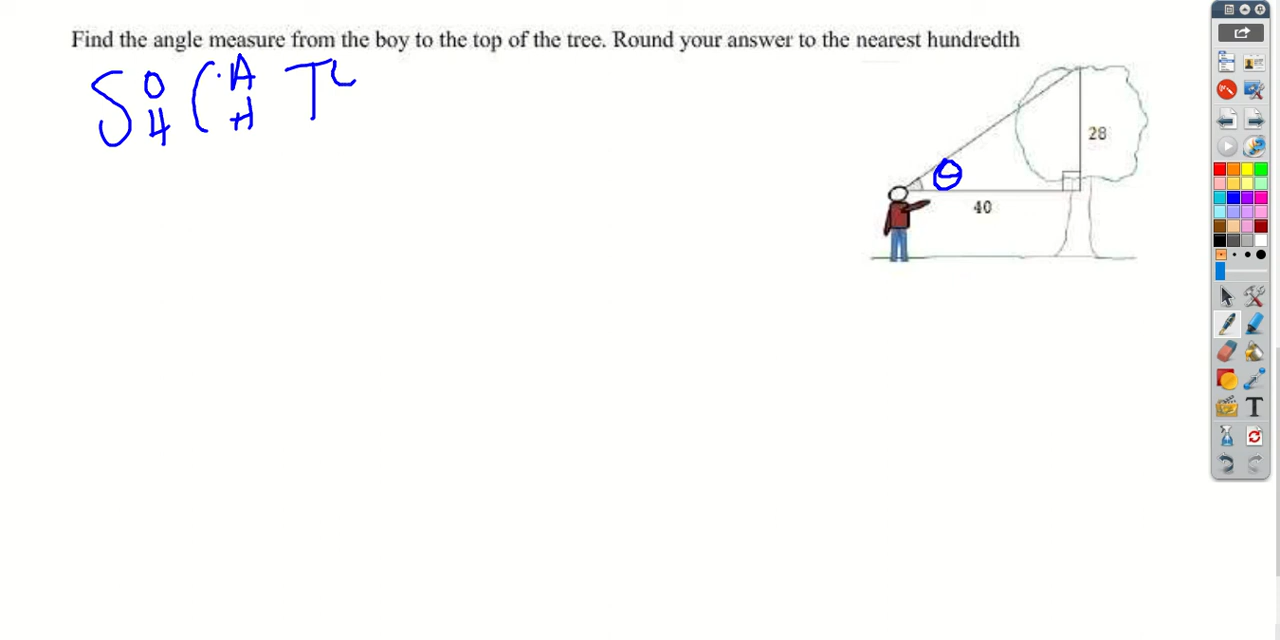 Find the angle measure from the boy to the top of the tree. Round your answer to the nearest hundredth
S O H C A H T
θ
28
40
T